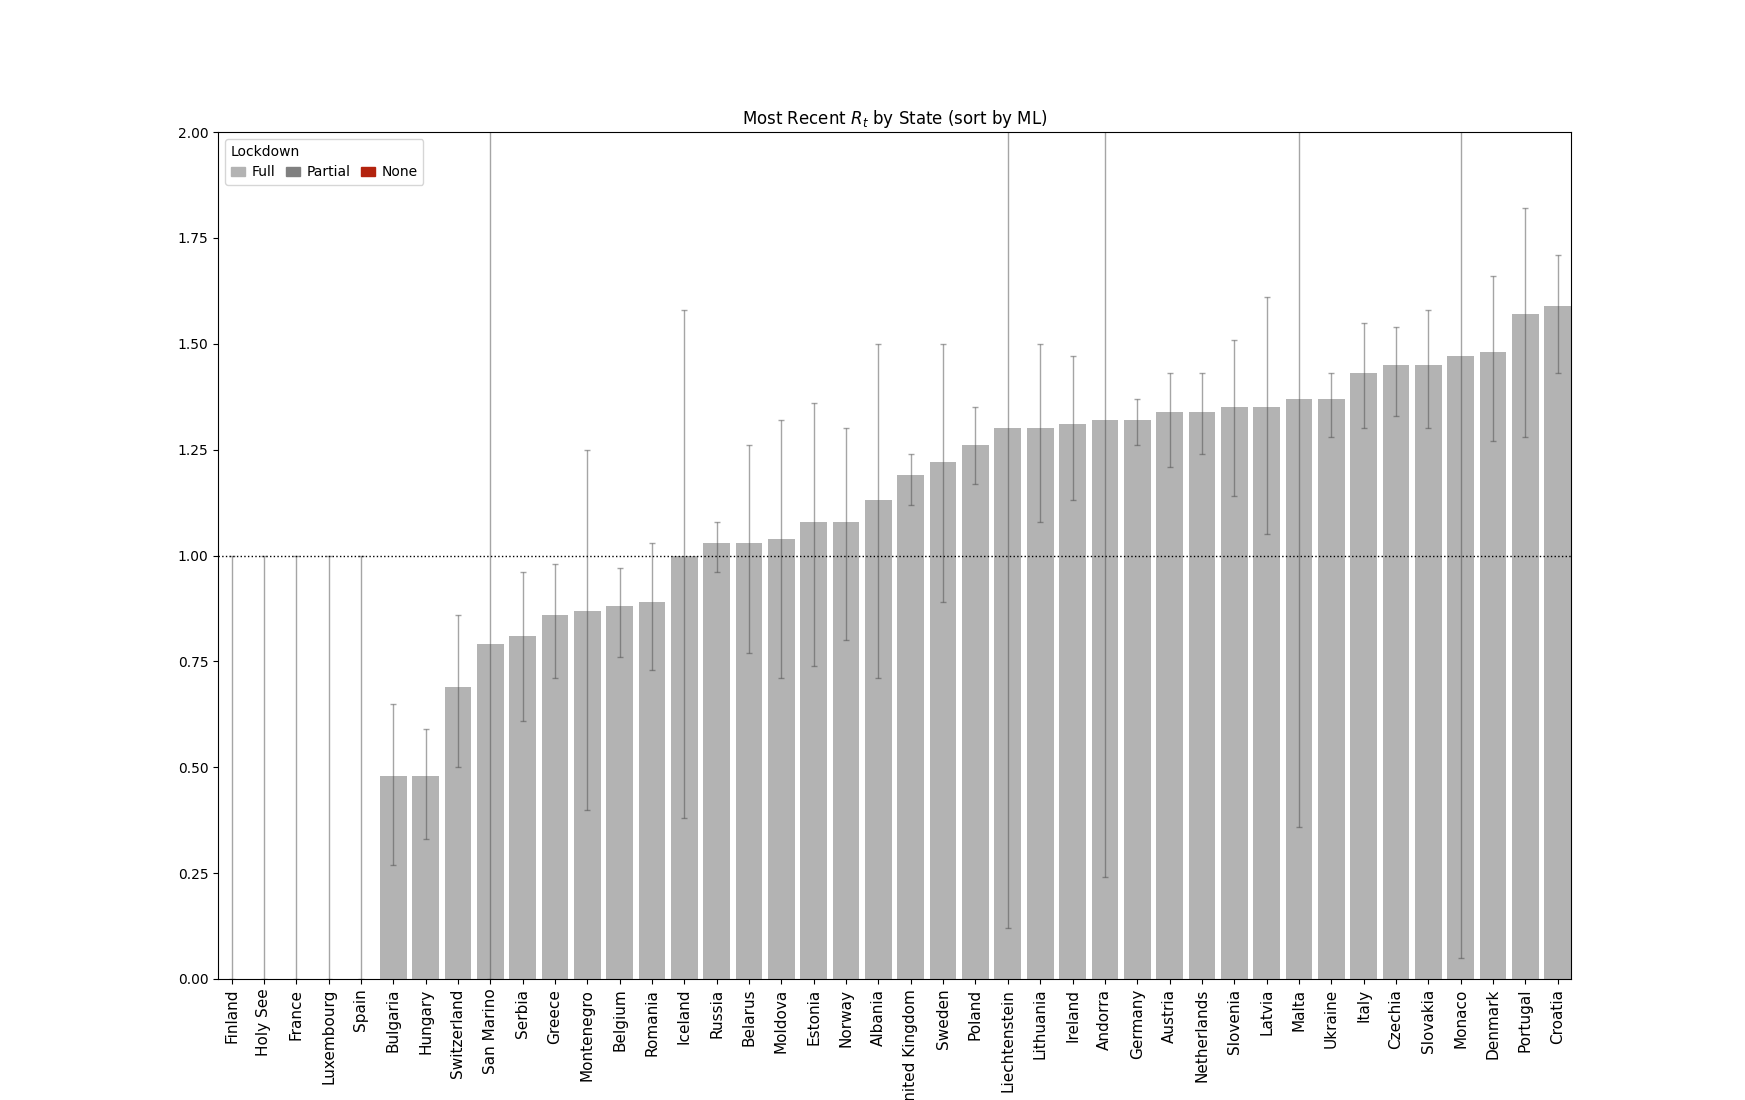 Most Recent Rt by State (sort by ML)
Lockdown
Full Partial None
2.00
1.75
1.50
1.25
1.00
0.75
0.50
0.25
0.00
Finland
Holy See
France
Luxembourg
Spain
Bulgaria
Hungary
Switzerland
San Marino
Serbia
Greece
Montenegro
Belgium
Romania
Iceland
Russia
Belarus
Moldova
Estonia
Norway
Albania
nited Kingdom
Sweden
Poland
Liechtenstein
Lithuania
Ireland
Andorra
Germany
Austria
Netherlands
Slovenia
Latvia
Malta
Ukraine
Italy
Czechia
Slovakia
Monaco
Denmark
Portugal
Croatia